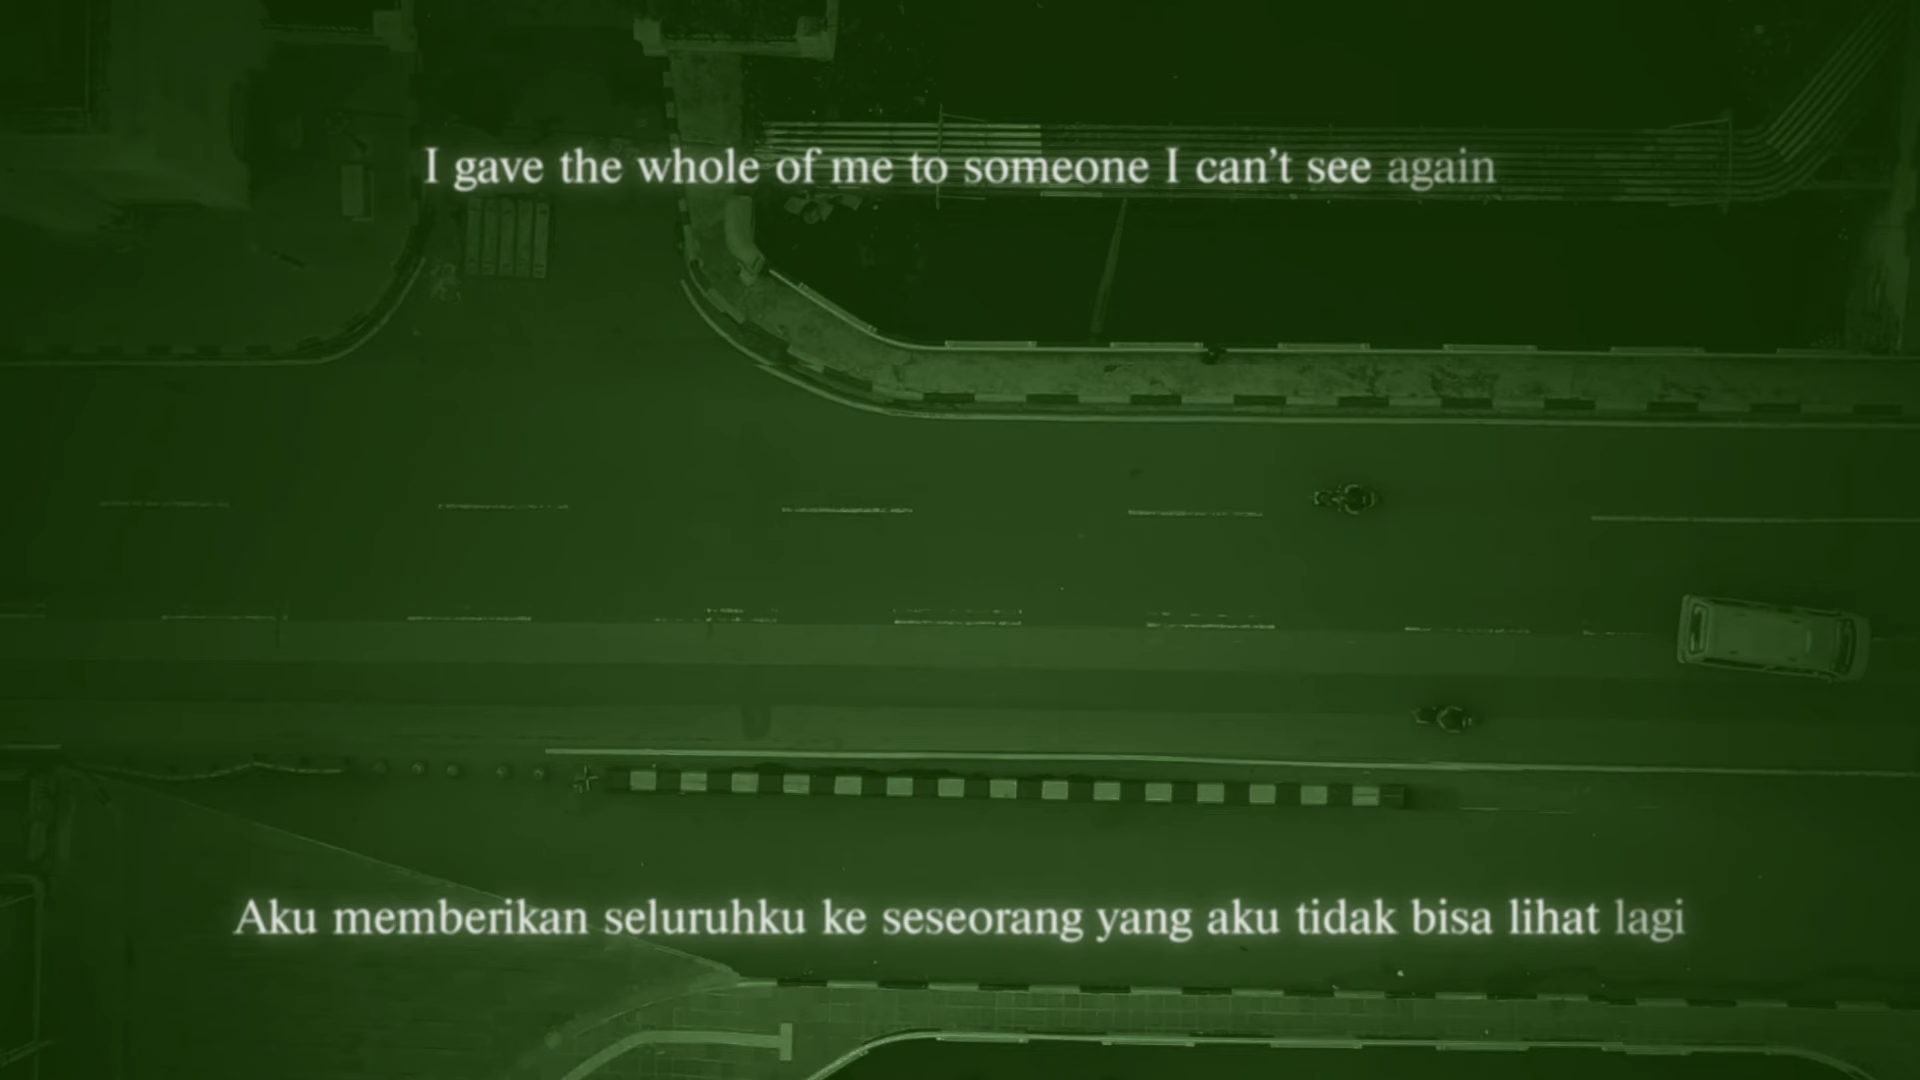 I gave the whole of me to someone I can’t see again
Aku memberikan seluruhku ke seseorang yang aku tidak bisa lihat lagi